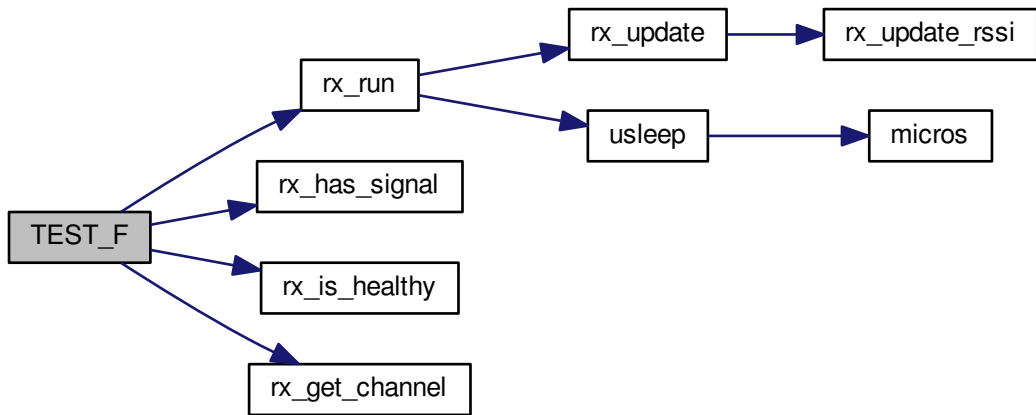 TEST_F
rx_run
rx_update
rx_update_rssi
usleep
micros
rx_has_signal
rx_is_healthy
rx_get_channel